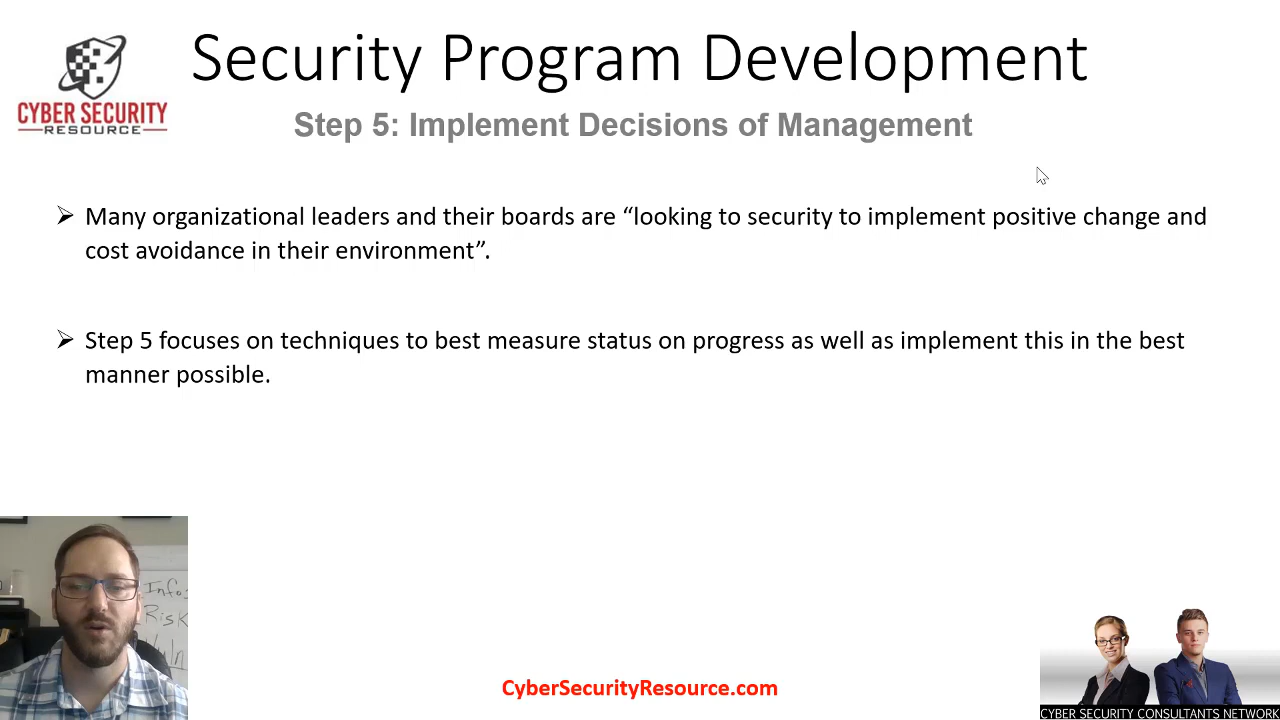 CYBER SECURITY
RESOURCE
Security Program Development
Step 5: Implement Decisions of Management
Many organizational leaders and their boards are “looking to security to implement positive change and
cost avoidance in their environment”.
Step 5 focuses on techniques to best measure status on progress as well as implement this in the best
manner possible.
Info
Risk
Vuln
CyberSecurityResource.com
CYBER SECURITY CONSULTANTS NETWORK